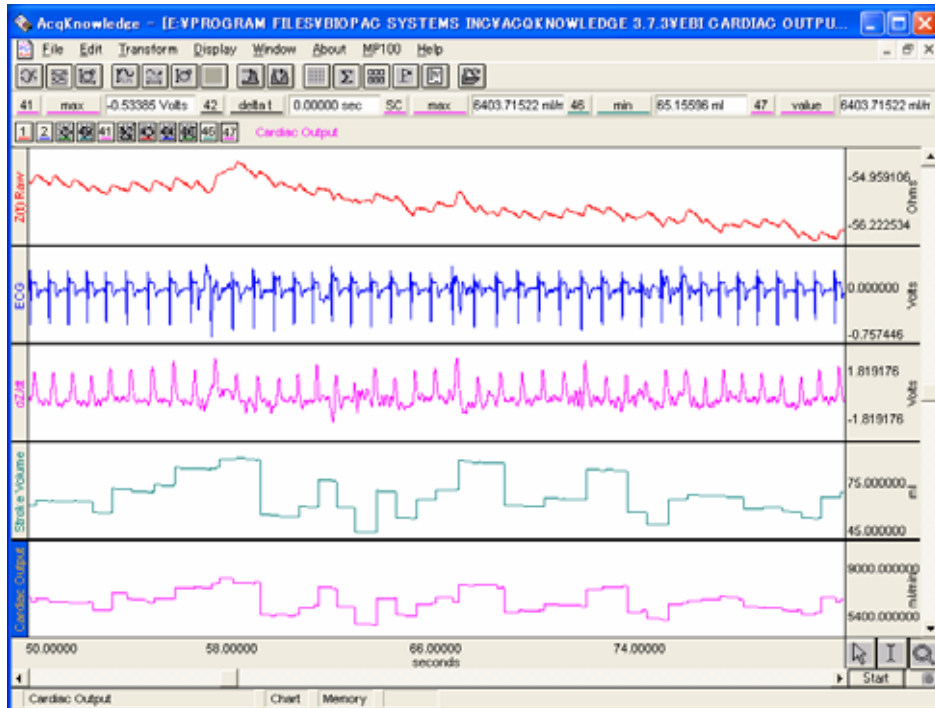 AcqKnowledge - [E:¥PROGRAM FILES¥BIOPAC SYSTEMS INC¥ACQKNOWLEDGE 3.7.3¥EBI CARDIAC OUTPU...
File Edit Transform Display Window About MP100 Help
41 max -0.53385 Volts 42 delta t 0.00000 sec SC max 6403.71522 ml/r 46 min 65.15596 ml 47 value 6403.71522 ml/r
1 2 41 46 47 Cardiac Output
Z(t) Raw
-54.959106
Ohms
-56.222534
ECG
0.000000
Volts
-0.757446
dZ/dt
1.819176
Volts
-1.819176
Stroke Volume
75.000000
ml
45.000000
Cardiac Output
9000.000000
ml/min
5400.000000
50.00000 58.00000 66.00000 74.00000
seconds
Start
Cardiac Output Chart Memory